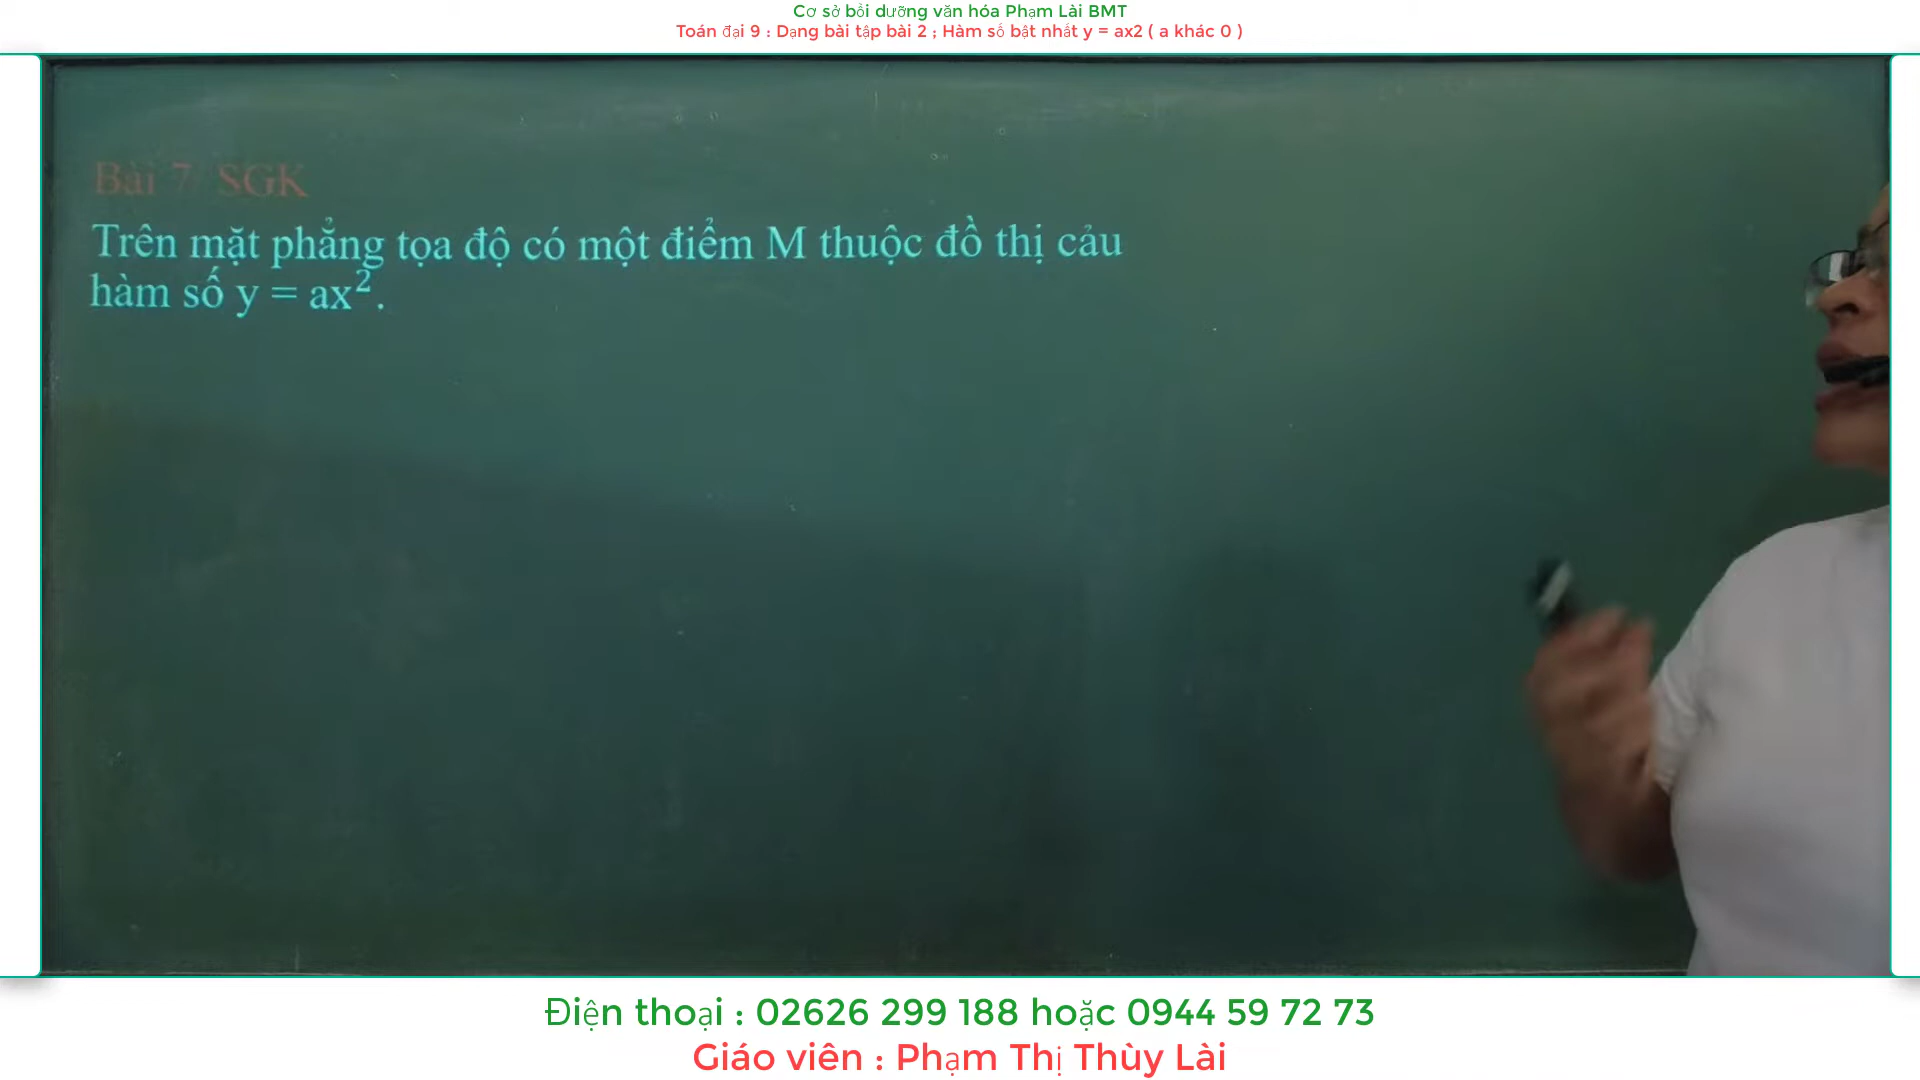 Cơ sở bồi dưỡng văn hóa Phạm Lài BMT
Toán đại 9 : Dạng bài tập bài 2 ; Hàm số bật nhất y = ax2 ( a khác 0 )
Bài 7/ SGK
Trên mặt phẳng tọa độ có một điểm M thuộc đồ thị cảu
hàm số y = ax².
Điện thoại : 02626 299 188 hoặc 0944 59 72 73
Giáo viên : Phạm Thị Thùy Lài